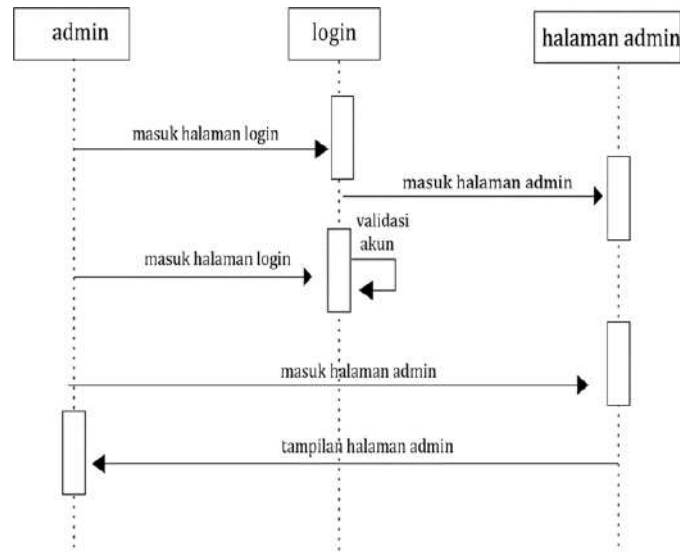 admin
login
halaman admin
masuk halaman login
masuk halaman admin
validasi
akun
masuk halaman login
masuk halaman admin
tampilan halaman admin